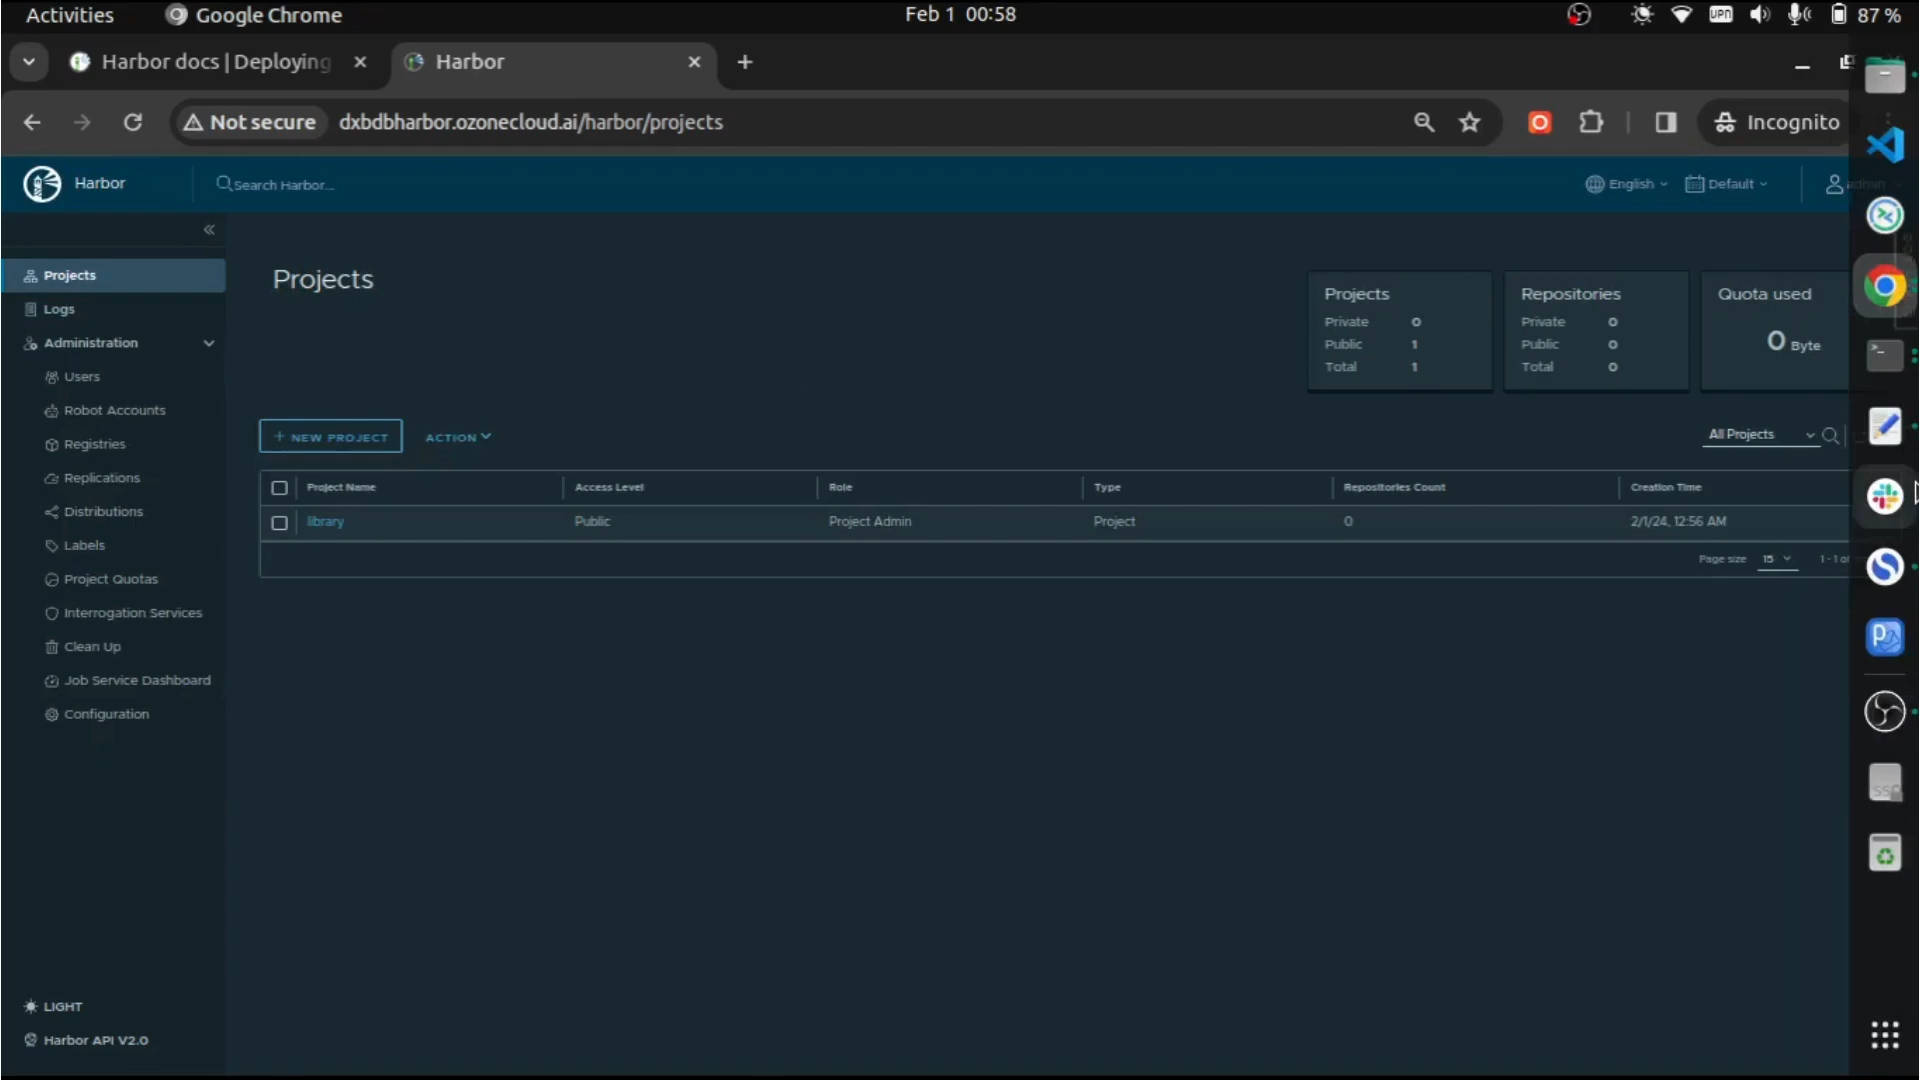 Activities Google Chrome Feb 1 00:58 87 %
Harbor docs | Deploying Harbor
Not secure dxbdbharbor.ozonecloud.ai/harbor/projects Incognito
Harbor Search Harbor... English Default admin
Projects
Logs
Administration
Users
Robot Accounts
Registries
Replications
Distributions
Labels
Project Quotas
Interrogation Services
Clean Up
Job Service Dashboard
Configuration
LIGHT
Harbor API V2.0
Projects
Projects
Private 0
Public 1
Total 1
Repositories
Private 0
Public 0
Total 0
Quota used
0 Byte
+ NEW PROJECT ACTION All Projects
Project Name Access Level Role Type Repositories Count Creation Time
library Public Project Admin Project 0 2/1/24, 12:56 AM
Page size 15 1 - 1 of